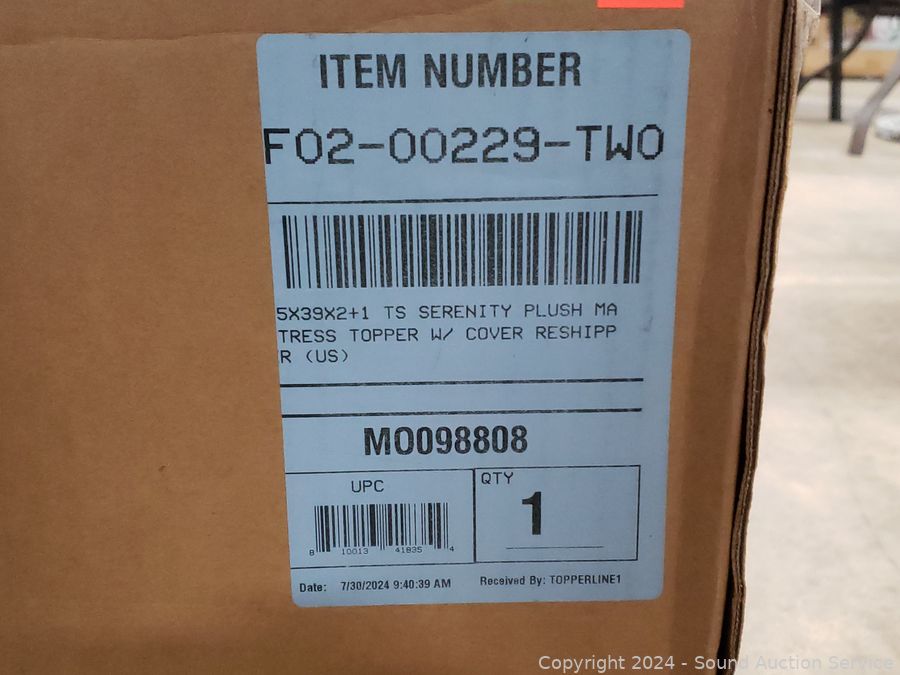 ITEM NUMBER
F02-00229-TWO
5X39X2+1 TS SERENITY PLUSH MA
TRESS TOPPER W/ COVER RESHIPP
R (US)
MO098808
UPC
QTY
1
8 10013 41835 4
Date: 7/30/2024 9:40:39 AM
Received By: TOPPERLINE1
Copyright 2024 - Sound Auction Service